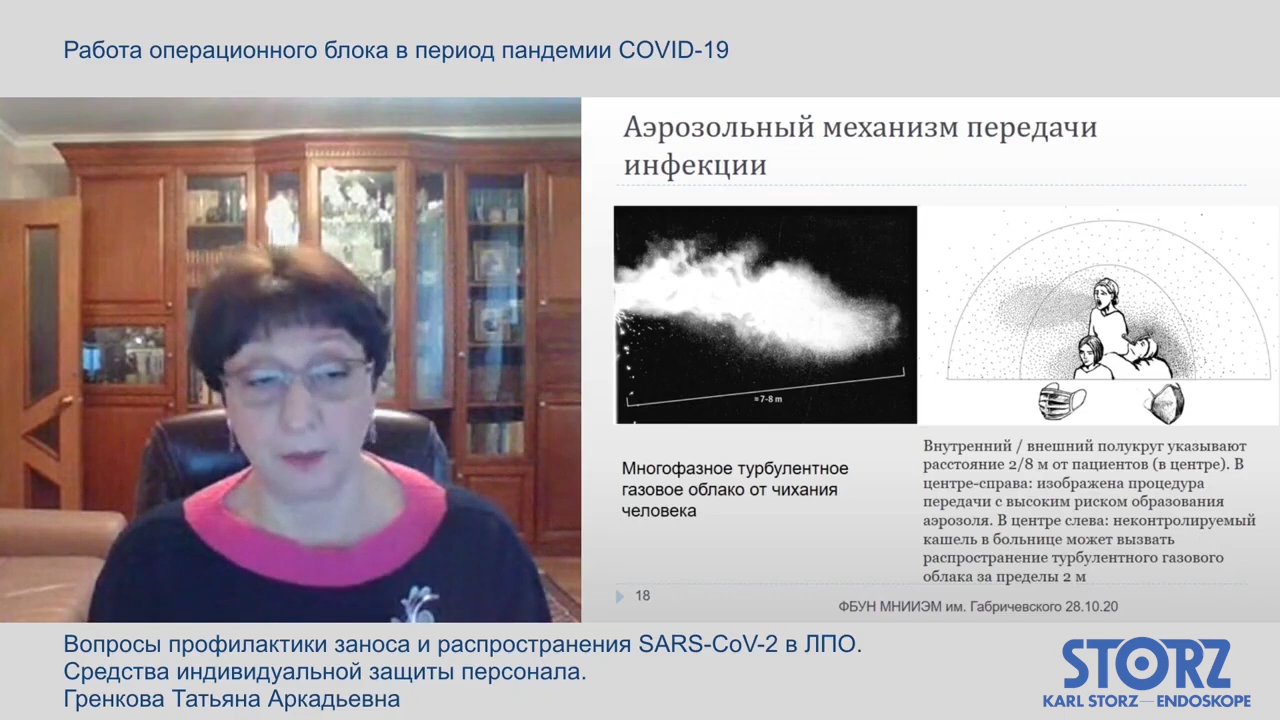 Работа операционного блока в период пандемии COVID-19
Аэрозольный механизм передачи
инфекции
≈7-8 m
Многофазное турбулентное
газовое облако от чихания
человека
Внутренний / внешний полукруг указывают
расстояние 2/8 м от пациентов (в центре). В
центре-справа: изображена процедура
передачи с высоким риском образования
аэрозоля. В центре слева: неконтролируемый
кашель в больнице может вызвать
распространение турбулентного газового
облака за пределы 2 м
18
ФБУН МНИИЭМ им. Габричевского 28.10.20
Вопросы профилактики заноса и распространения SARS-CoV-2 в ЛПО.
Средства индивидуальной защиты персонала.
Гренкова Татьяна Аркадьевна
STORZ
KARL STORZ — ENDOSKOPE